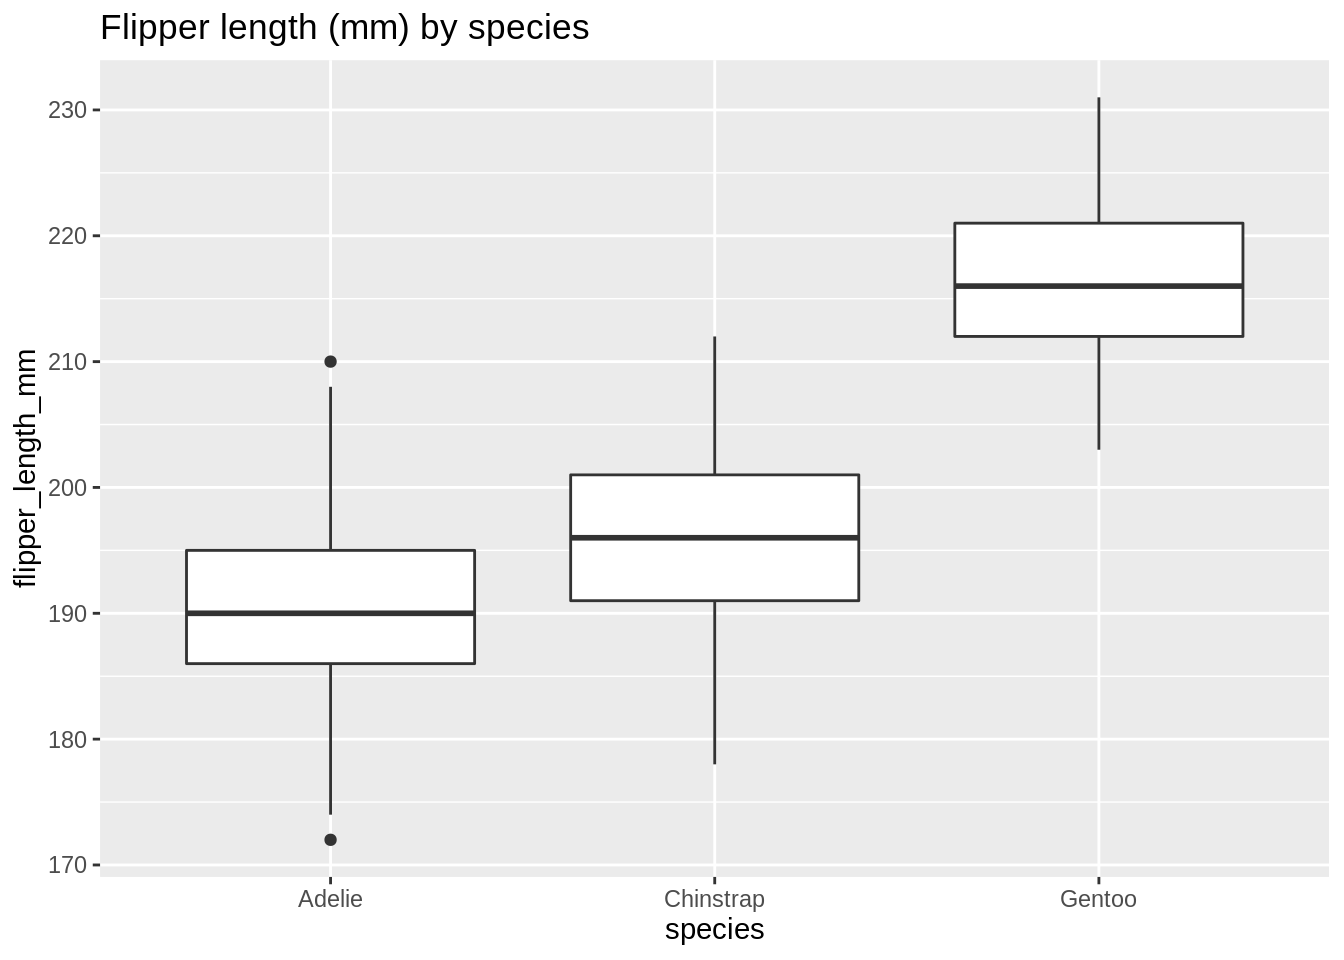 Flipper length (mm) by species
flipper_length_mm
230
220
210
200
190
180
170
Adelie
Chinstrap
Gentoo
species